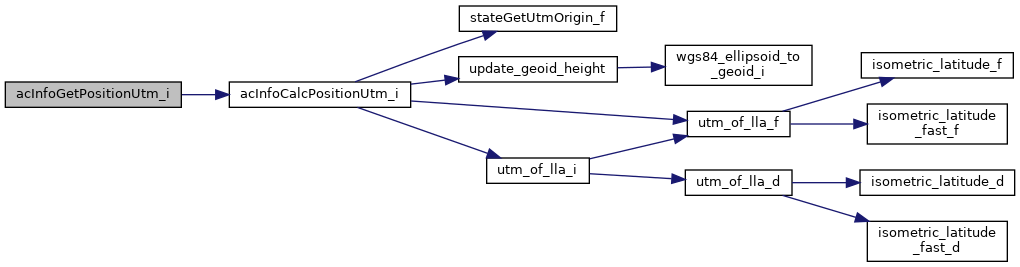 acInfoGetPositionUtm_i
acInfoCalcPositionUtm_i
stateGetUtmOrigin_f
update_geoid_height
wgs84_ellipsoid_to
_geoid_i
utm_of_lla_f
isometric_latitude_f
isometric_latitude
_fast_f
utm_of_lla_i
utm_of_lla_d
isometric_latitude_d
isometric_latitude
_fast_d